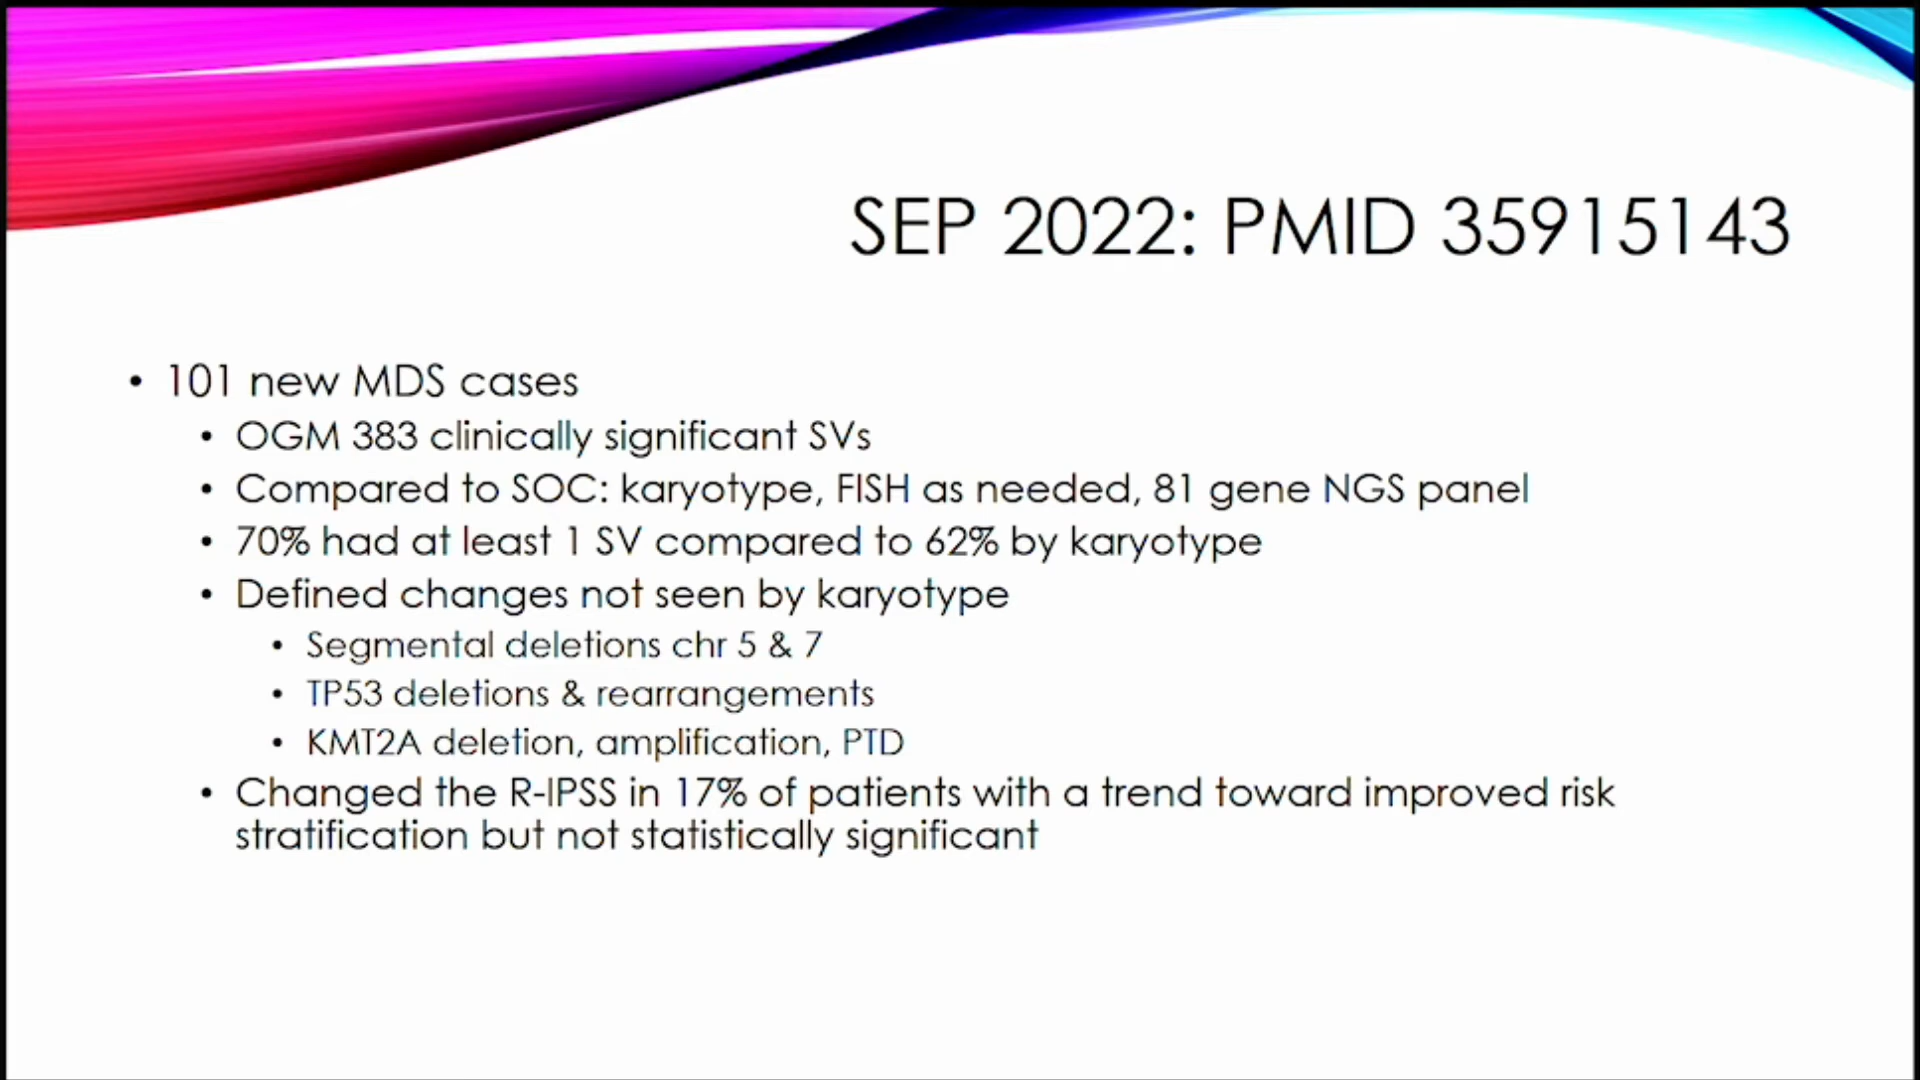 SEP 2022: PMID 35915143
• 101 new MDS cases
• OGM 383 clinically significant SVs
• Compared to SOC: karyotype, FISH as needed, 81 gene NGS panel
• 70% had at least 1 SV compared to 62% by karyotype
• Defined changes not seen by karyotype
• Segmental deletions chr 5 & 7
• TP53 deletions & rearrangements
• KMT2A deletion, amplification, PTD
• Changed the R-IPSS in 17% of patients with a trend toward improved risk
stratification but not statistically significant